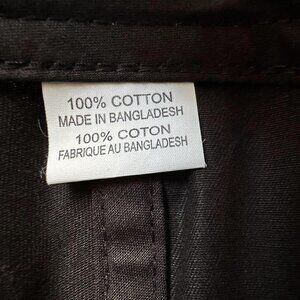 100% COTTON
MADE IN BANGLADESH
100% COTON
FABRIQUE AU BANGLADESH